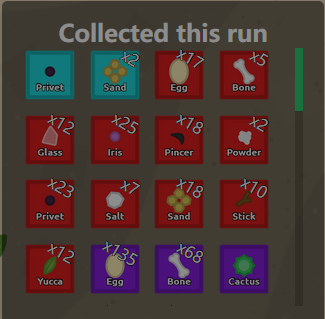 Collected this run
x2 x17 x5
Privet Sand Egg Bone
x12 x25 x18 x2
Glass Iris Pincer Powder
x23 x7 x18 x10
Privet Salt Sand Stick
x12 x135 x68
Yucca Egg Bone Cactus